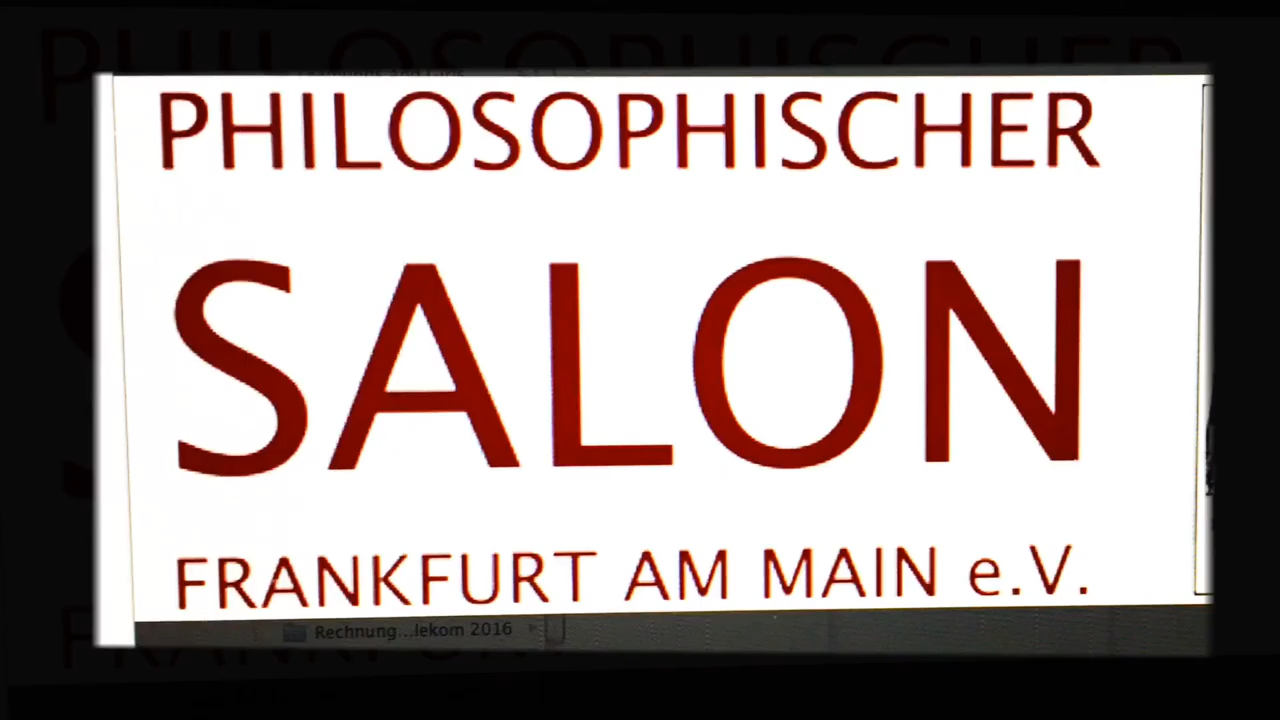 PHILOSOPHISCHER
SALON
FRANKFURT AM MAIN e.V.
Rechnung...lekom 2016